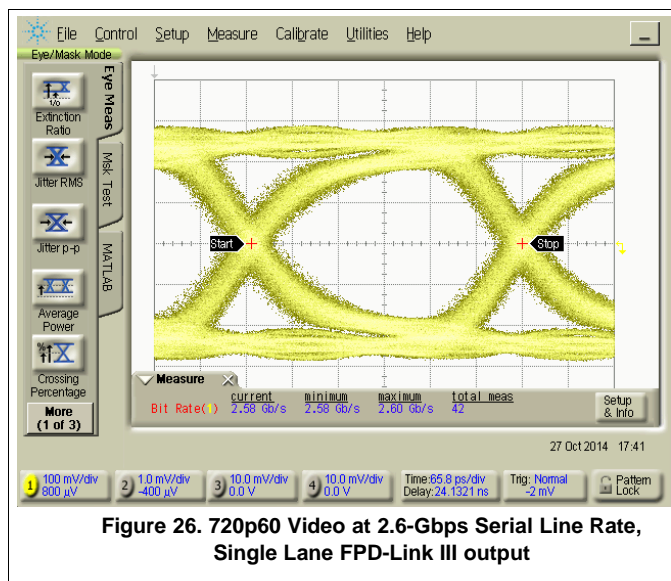 File Control Setup Measure Calibrate Utilities Help
Eye/Mask Mode
Extinction
Ratio
Jitter RMS
Jitter p-p
Average
Power
Crossing
Percentage
More
(1 of 3)
Eye Meas
Msk Test
MATLAB
Start
Stop
Measure
current minimum maximum total meas
Bit Rate(1) 2.58 Gb/s 2.58 Gb/s 2.60 Gb/s 42
Setup
& Info
27 Oct 2014 17:41
1 100 mV/div
800 µV
2 1.0 mV/div
-400 µV
3 10.0 mV/div
0.0 V
4 10.0 mV/div
0.0 V
Time:65.8 ps/div
Delay:24.1321 ns
Trig: Normal
-2 mV
Pattern
Lock
Figure 26. 720p60 Video at 2.6-Gbps Serial Line Rate,
Single Lane FPD-Link III output